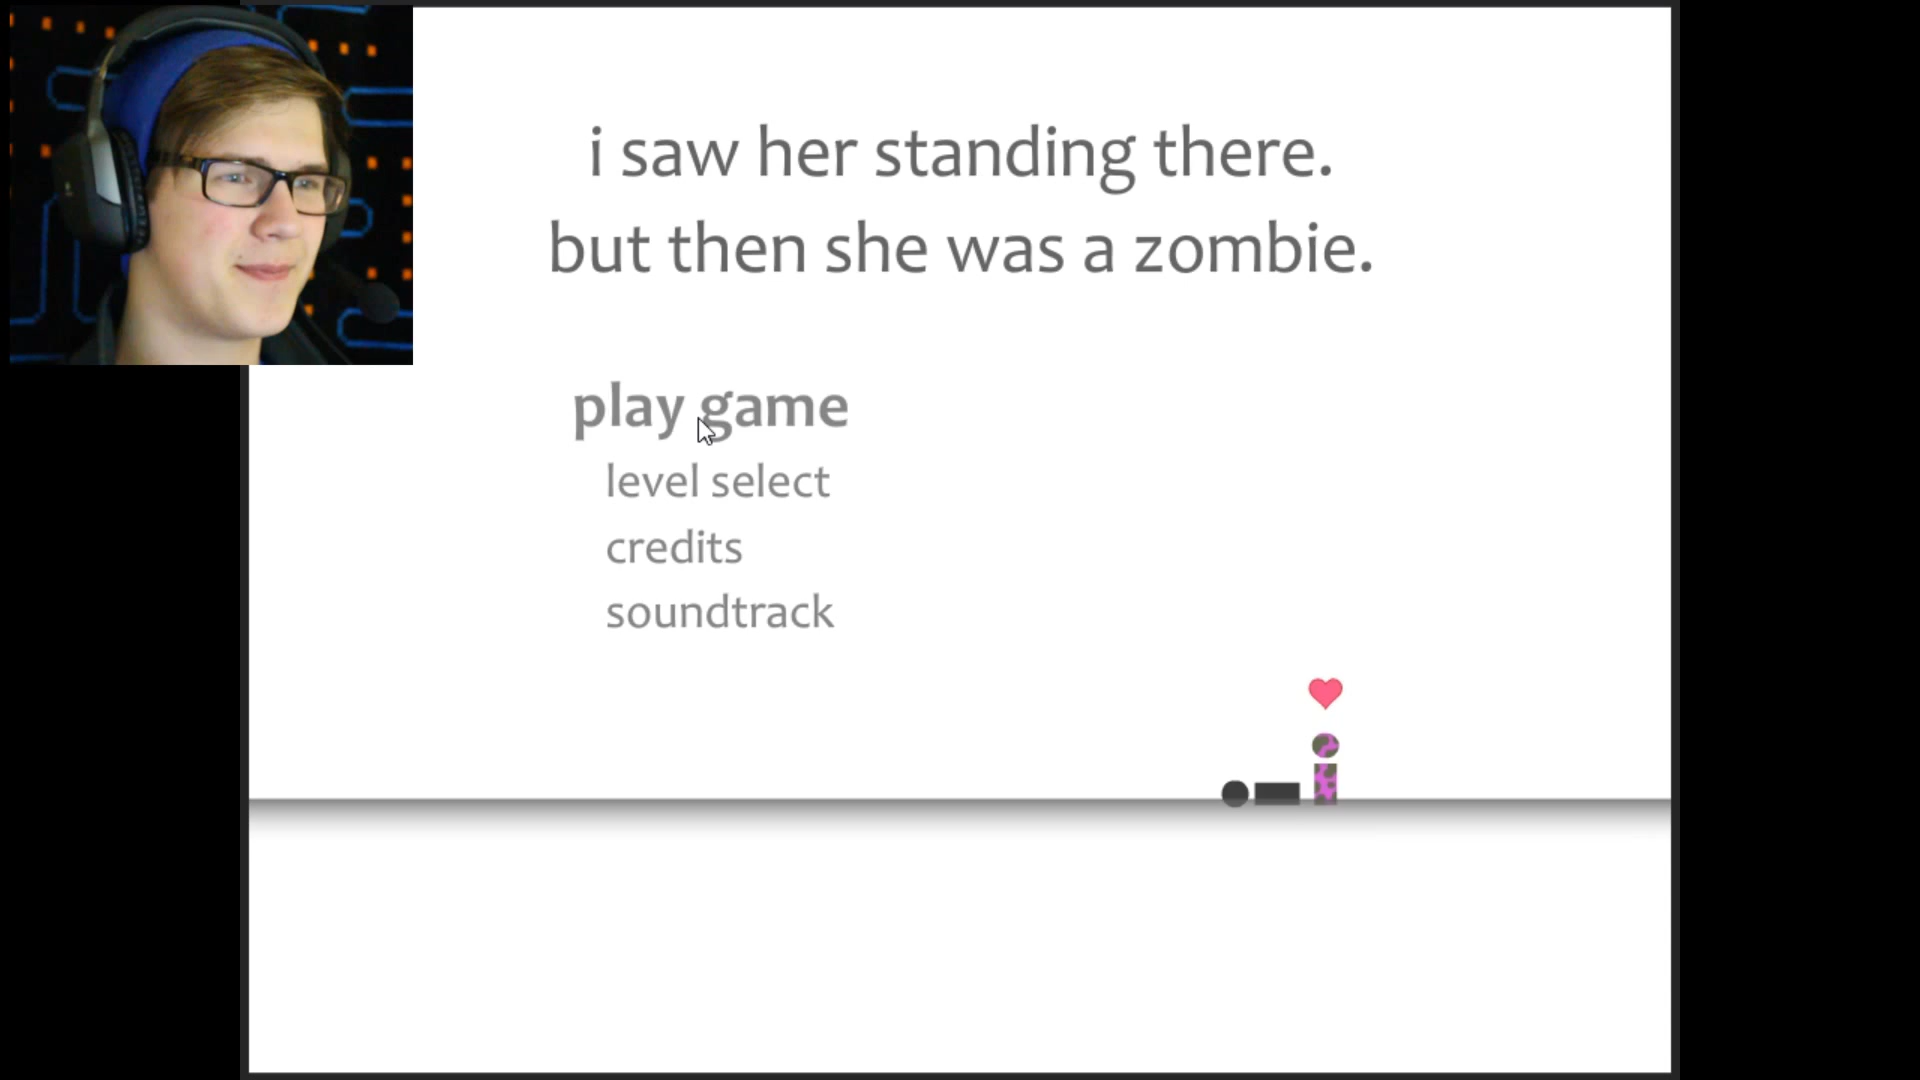 i saw her standing there.
but then she was a zombie.
play game
level select
credits
soundtrack